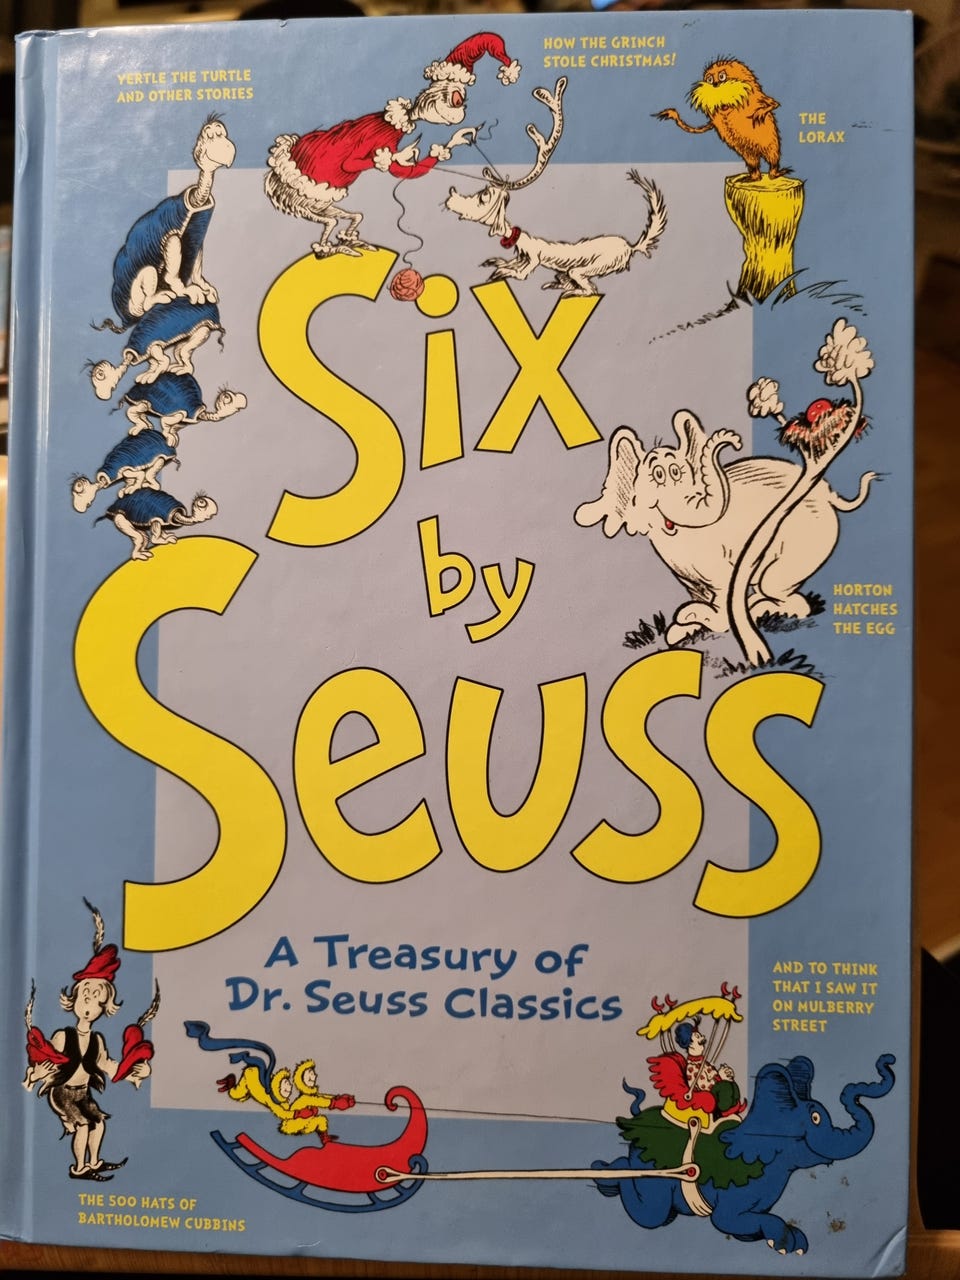 YERTLE THE TURTLE
AND OTHER STORIES
HOW THE GRINCH
STOLE CHRISTMAS!
THE
LORAX
Six
by
Seuss
HORTON
HATCHES
THE EGG
A Treasury of
Dr. Seuss Classics
AND TO THINK
THAT I SAW IT
ON MULBERRY
STREET
THE 500 HATS OF
BARTHOLOMEW CUBBINS